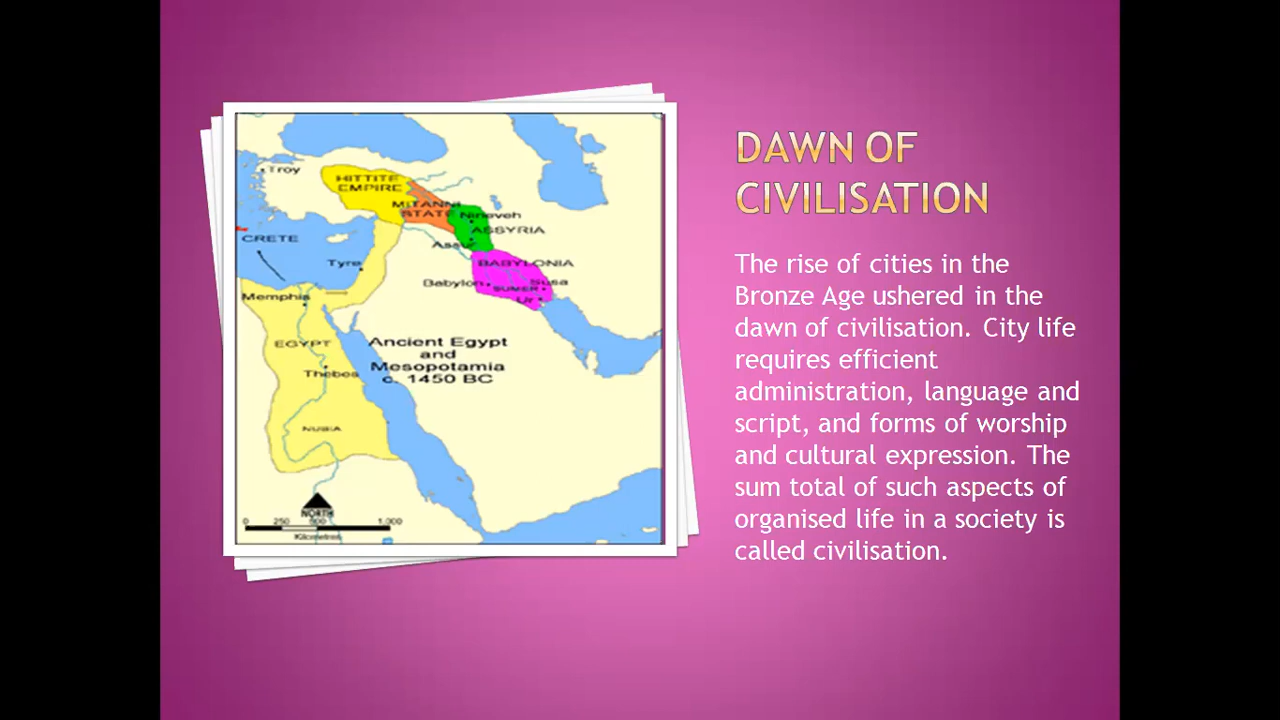 Troy
HITTITE
EMPIRE
MITANNI
STATE
Nineveh
ASSYRIA
Assur
CRETE
Tyre
BABYLONIA
Babylon
Susa
SUMER
Ur
Memphis
EGYPT
Thebes
NUBIA
Ancient Egypt
and
Mesopotamia
c. 1450 BC
NORTH
0 250 500 1,000
Kilometres
DAWN OF
CIVILISATION
The rise of cities in the
Bronze Age ushered in the
dawn of civilisation. City life
requires efficient
administration, language and
script, and forms of worship
and cultural expression. The
sum total of such aspects of
organised life in a society is
called civilisation.